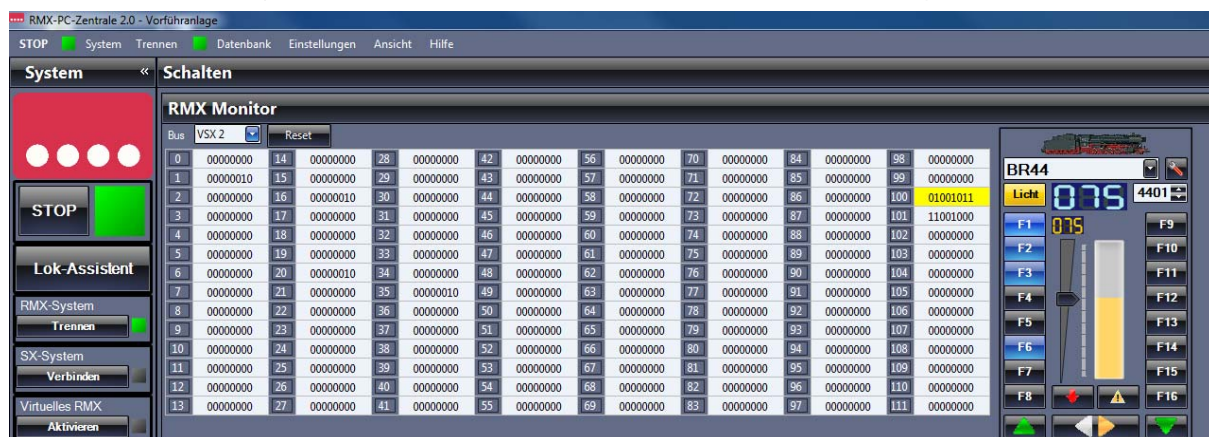 RMX-PC-Zentrale 2.0 - Vorführanlage
STOP System Trennen Datenbank Einstellungen Ansicht Hilfe
System «
Schalten
RMX Monitor
Bus VSX 2 Reset
0 00000000 14 00000000 28 00000000 42 00000000 56 00000000 70 00000000 84 00000000 98 00000000
1 00000010 15 00000000 29 00000000 43 00000000 57 00000000 71 00000000 85 00000000 99 00000000
2 00000000 16 00000010 30 00000000 44 00000000 58 00000000 72 00000000 86 00000000 100 01001011
3 00000000 17 00000000 31 00000000 45 00000000 59 00000000 73 00000000 87 00000000 101 11001000
4 00000000 18 00000000 32 00000000 46 00000000 60 00000000 74 00000000 88 00000000 102 00000000
5 00000000 19 00000000 33 00000000 47 00000000 61 00000000 75 00000000 89 00000000 103 00000000
6 00000000 20 00000010 34 00000000 48 00000000 62 00000000 76 00000000 90 00000000 104 00000000
7 00000000 21 00000000 35 00000010 49 00000000 63 00000000 77 00000000 91 00000000 105 00000000
8 00000000 22 00000000 36 00000000 50 00000000 64 00000000 78 00000000 92 00000000 106 00000000
9 00000000 23 00000000 37 00000000 51 00000000 65 00000000 79 00000000 93 00000000 107 00000000
10 00000000 24 00000000 38 00000000 52 00000000 66 00000000 80 00000000 94 00000000 108 00000000
11 00000000 25 00000000 39 00000000 53 00000000 67 00000000 81 00000000 95 00000000 109 00000000
12 00000000 26 00000000 40 00000000 54 00000000 68 00000000 82 00000000 96 00000000 110 00000000
13 00000000 27 00000000 41 00000000 55 00000000 69 00000000 83 00000000 97 00000000 111 00000000
STOP
Lok-Assistent
RMX-System
Trennen
SX-System
Verbinden
Virtuelles RMX
Aktivieren
BR44
Licht 075 4401
F1 075 F9
F2 F10
F3 F11
F4 F12
F5 F13
F6 F14
F7 F15
F8 F16